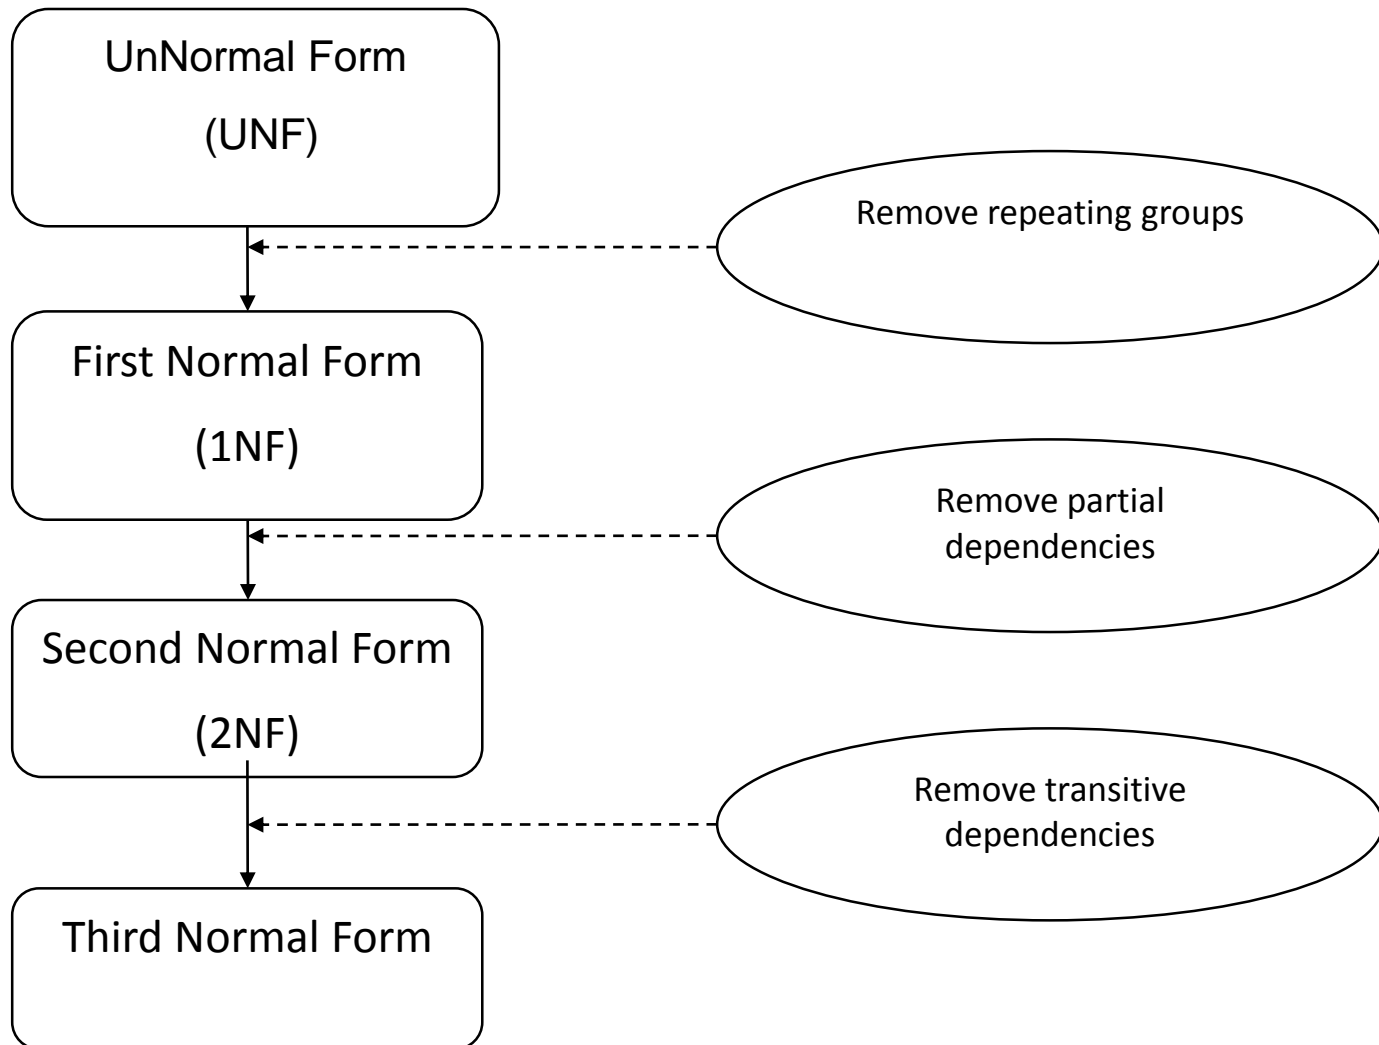 UnNormal Form
(UNF)
Remove repeating groups
First Normal Form
(1NF)
Remove partial
dependencies
Second Normal Form
(2NF)
Remove transitive
dependencies
Third Normal Form